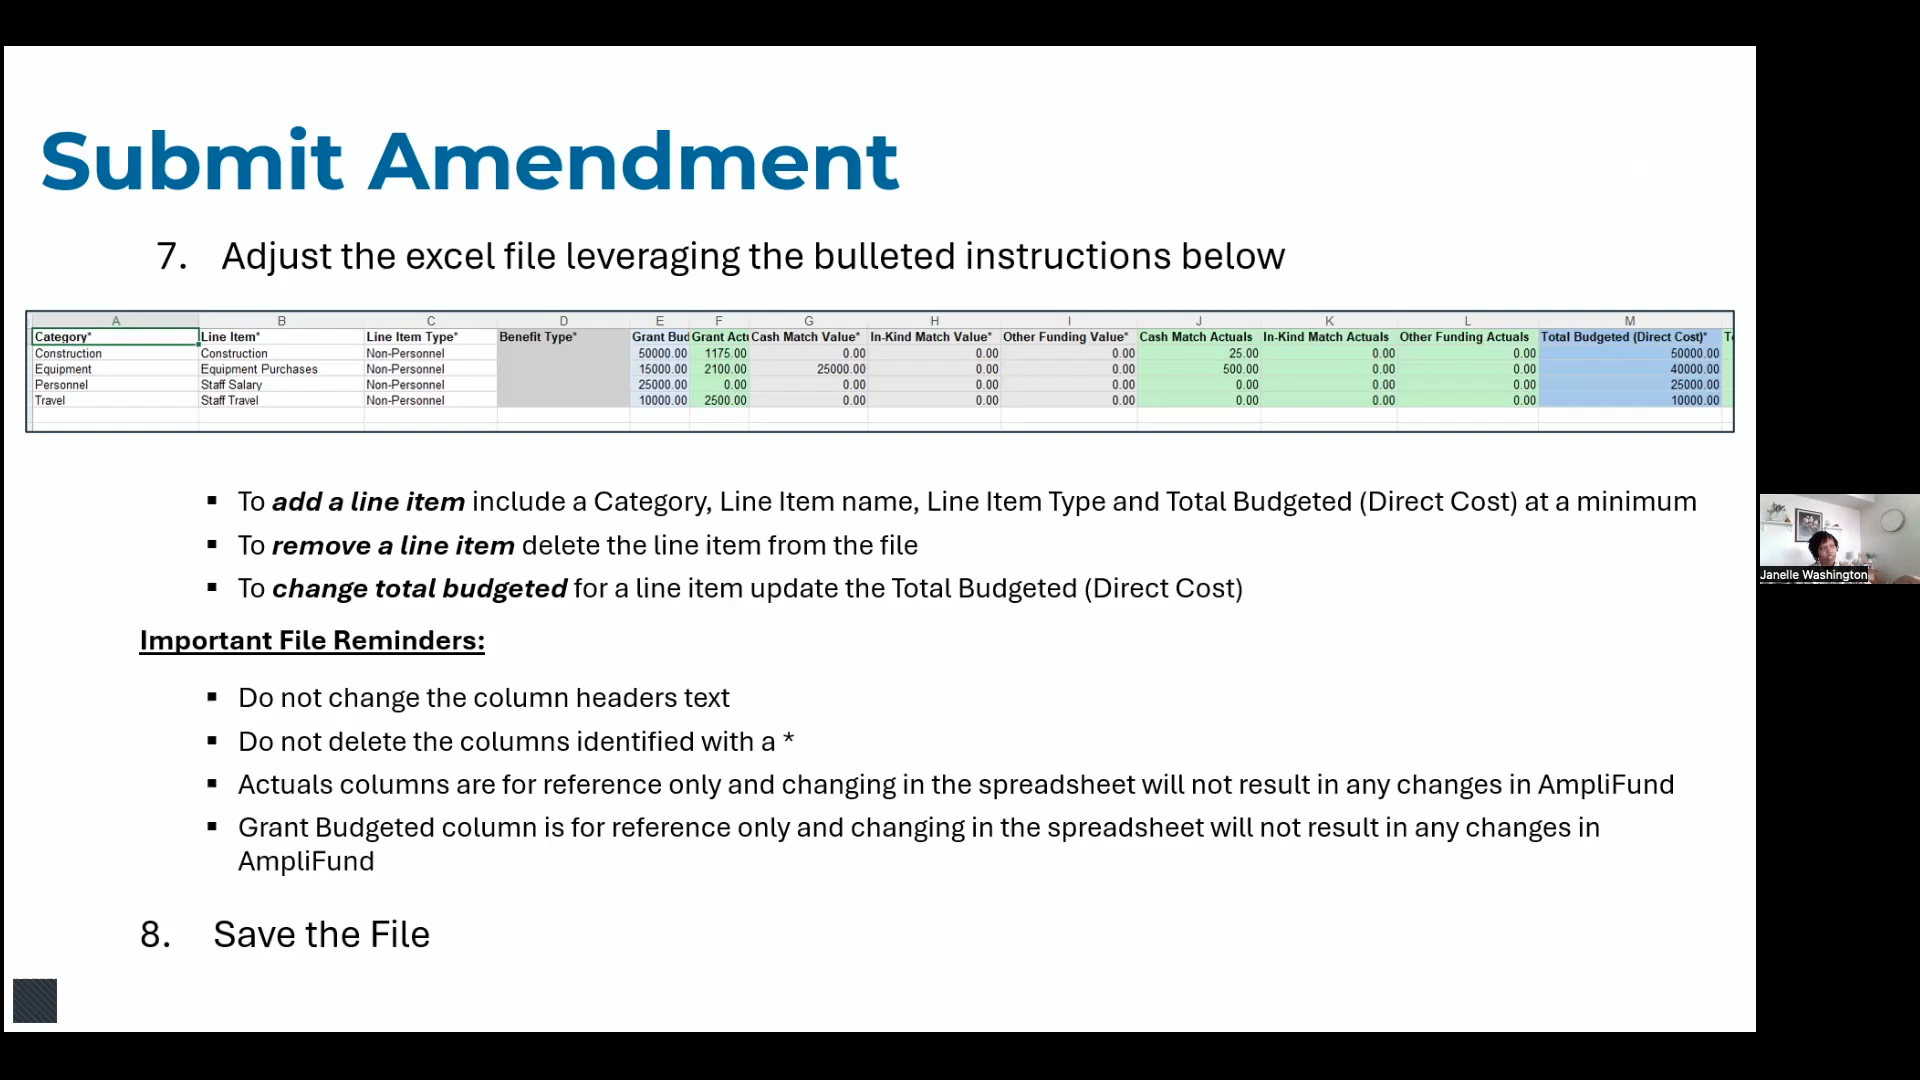 Submit Amendment
7. Adjust the excel file leveraging the bulleted instructions below
A B C D E F G H I J K L M
Category* Line Item* Line Item Type* Benefit Type* Grant Bud Grant Act Cash Match Value* In-Kind Match Value* Other Funding Value* Cash Match Actuals In-Kind Match Actuals Other Funding Actuals Total Budgeted (Direct Cost)*
Construction Construction Non-Personnel 50000.00 1175.00 0.00 0.00 0.00 25.00 0.00 0.00 50000.00
Equipment Equipment Purchases Non-Personnel 15000.00 2100.00 25000.00 0.00 0.00 500.00 0.00 0.00 40000.00
Personnel Staff Salary Non-Personnel 25000.00 0.00 0.00 0.00 0.00 0.00 0.00 0.00 25000.00
Travel Staff Travel Non-Personnel 10000.00 2500.00 0.00 0.00 0.00 0.00 0.00 0.00 10000.00
▪ To add a line item include a Category, Line Item name, Line Item Type and Total Budgeted (Direct Cost) at a minimum
▪ To remove a line item delete the line item from the file
▪ To change total budgeted for a line item update the Total Budgeted (Direct Cost)
Important File Reminders:
▪ Do not change the column headers text
▪ Do not delete the columns identified with a *
▪ Actuals columns are for reference only and changing in the spreadsheet will not result in any changes in AmpliFund
▪ Grant Budgeted column is for reference only and changing in the spreadsheet will not result in any changes in
AmpliFund
8. Save the File
Janelle Washington